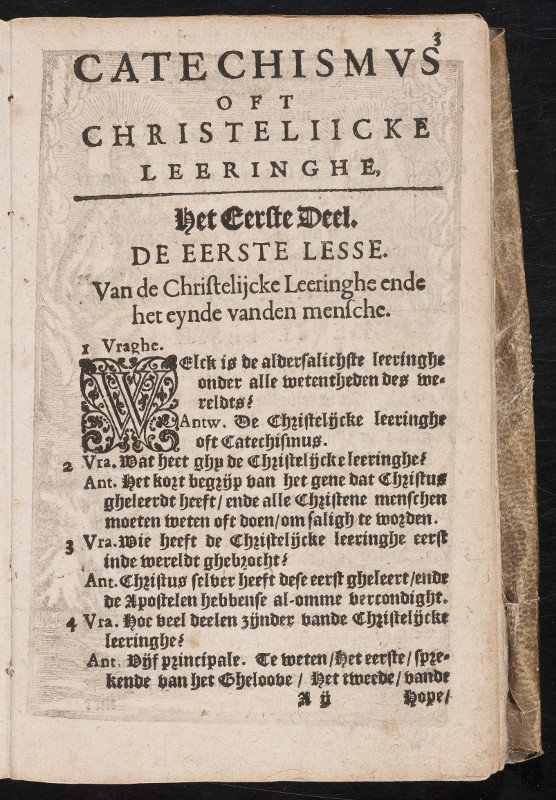 3
CATECHISMVS
OFT
CHRISTELIICKE
LEERINGHE,
Het Eerste Deel.
DE EERSTE LESSE.
Van de Christelijcke Leeringhe ende
het eynde vanden mensche.
1 Vraghe.
WElck is de aldersalichste leeringhe
onder alle wetentheden des we-
reldts?
Antw. De Christelijcke leeringhe
oft Catechismus.
2 Vra. Wat heet ghy de Christelijcke leeringhe?
Ant. Het kort begrijp van het gene dat Christus
gheleerdt heeft / ende alle Christene menschen
moeten weten oft doen / om saligh te worden.
3 Vra. Wie heeft de Christelijcke leeringhe eerst
inde wereldt ghebrocht?
Ant. Christus selver heeft dese eerst gheleert / ende
de Apostelen hebbense al-omme vercondight.
4 Vra. Hoe veel deelen zijnder vande Christelijcke
leeringhe?
Ant. Vijf principale. Te weten / Het eerste / spre-
kende van het Gheloove / Het tweede / vande
A ij Hope /